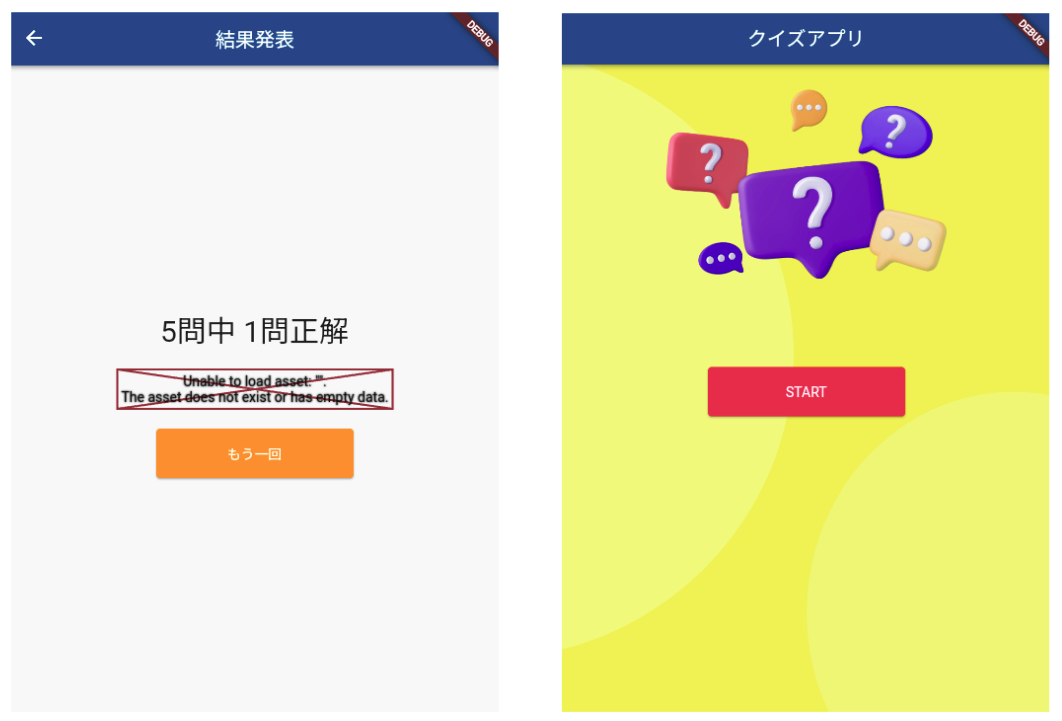 結果発表
DEBUG
5問中 1問正解
Unable to load asset: "".
The asset does not exist or has empty data.
もう一回
クイズアプリ
DEBUG
?
?
?
START